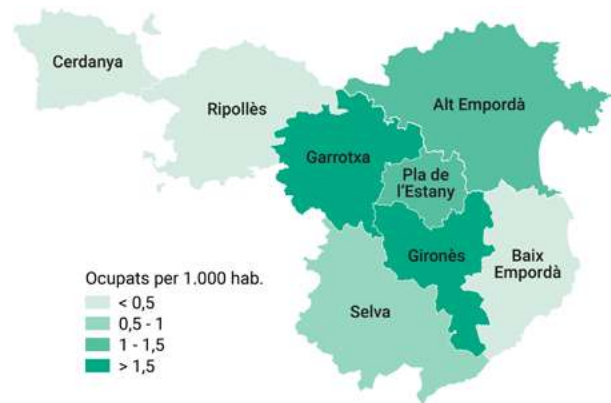 Cerdanya
Ripollès
Alt Empordà
Garrotxa
Pla de
l'Estany
Gironès
Baix
Empordà
Selva
Ocupats per 1.000 hab.
< 0,5
0,5 - 1
1 - 1,5
> 1,5